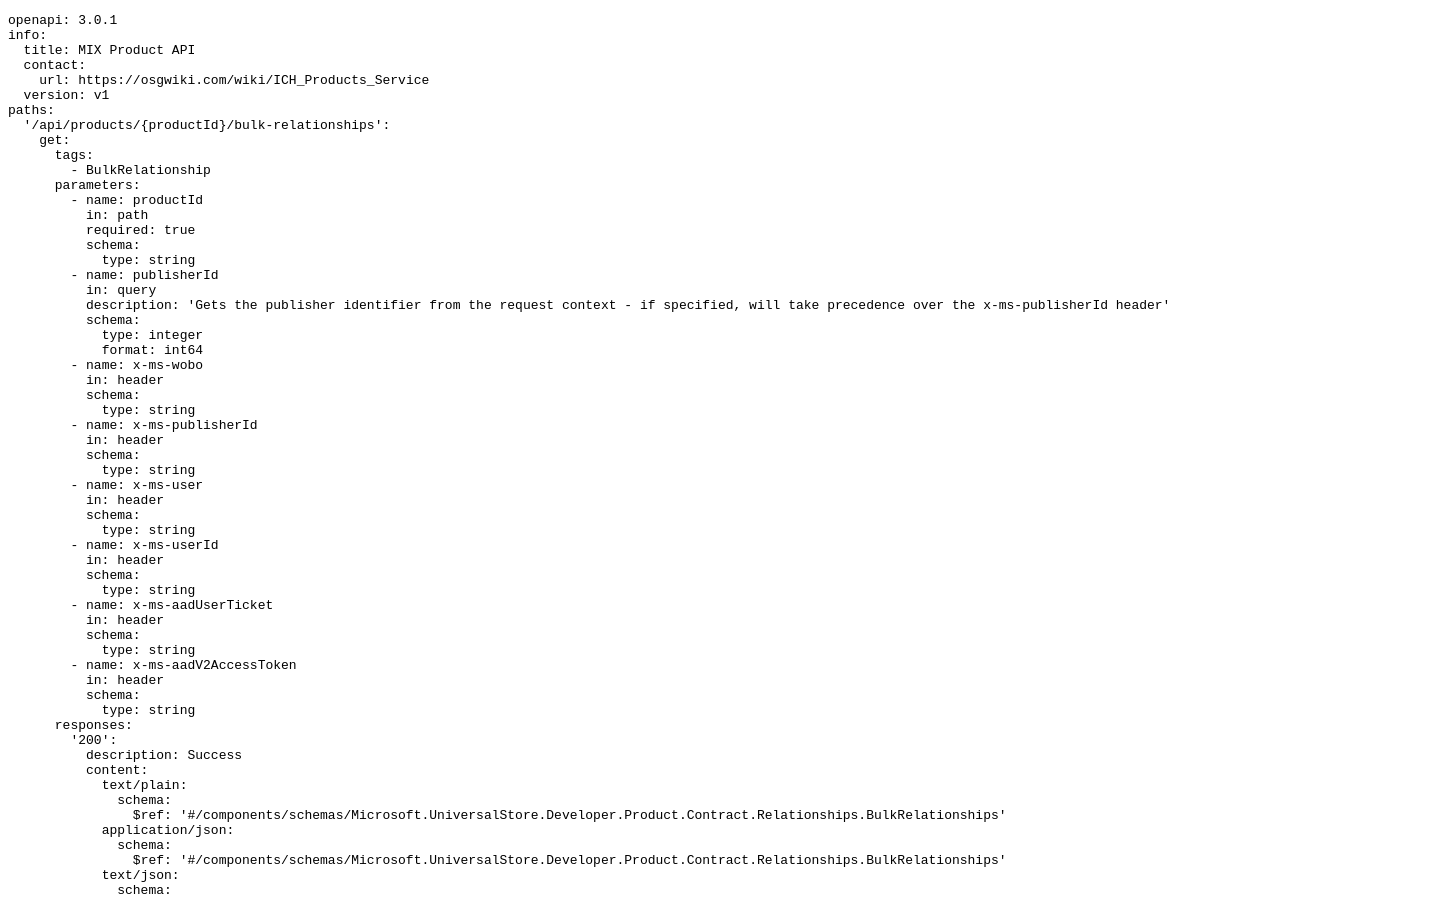 openapi: 3.0.1
info:
  title: MIX Product API
  contact:
    url: https://osgwiki.com/wiki/ICH_Products_Service
  version: v1
paths:
  '/api/products/{productId}/bulk-relationships':
    get:
      tags:
        - BulkRelationship
      parameters:
        - name: productId
          in: path
          required: true
          schema:
            type: string
        - name: publisherId
          in: query
          description: 'Gets the publisher identifier from the request context - if specified, will take precedence over the x-ms-publisherId header'
          schema:
            type: integer
            format: int64
        - name: x-ms-wobo
          in: header
          schema:
            type: string
        - name: x-ms-publisherId
          in: header
          schema:
            type: string
        - name: x-ms-user
          in: header
          schema:
            type: string
        - name: x-ms-userId
          in: header
          schema:
            type: string
        - name: x-ms-aadUserTicket
          in: header
          schema:
            type: string
        - name: x-ms-aadV2AccessToken
          in: header
          schema:
            type: string
      responses:
        '200':
          description: Success
          content:
            text/plain:
              schema:
                $ref: '#/components/schemas/Microsoft.UniversalStore.Developer.Product.Contract.Relationships.BulkRelationships'
            application/json:
              schema:
                $ref: '#/components/schemas/Microsoft.UniversalStore.Developer.Product.Contract.Relationships.BulkRelationships'
            text/json:
              schema: